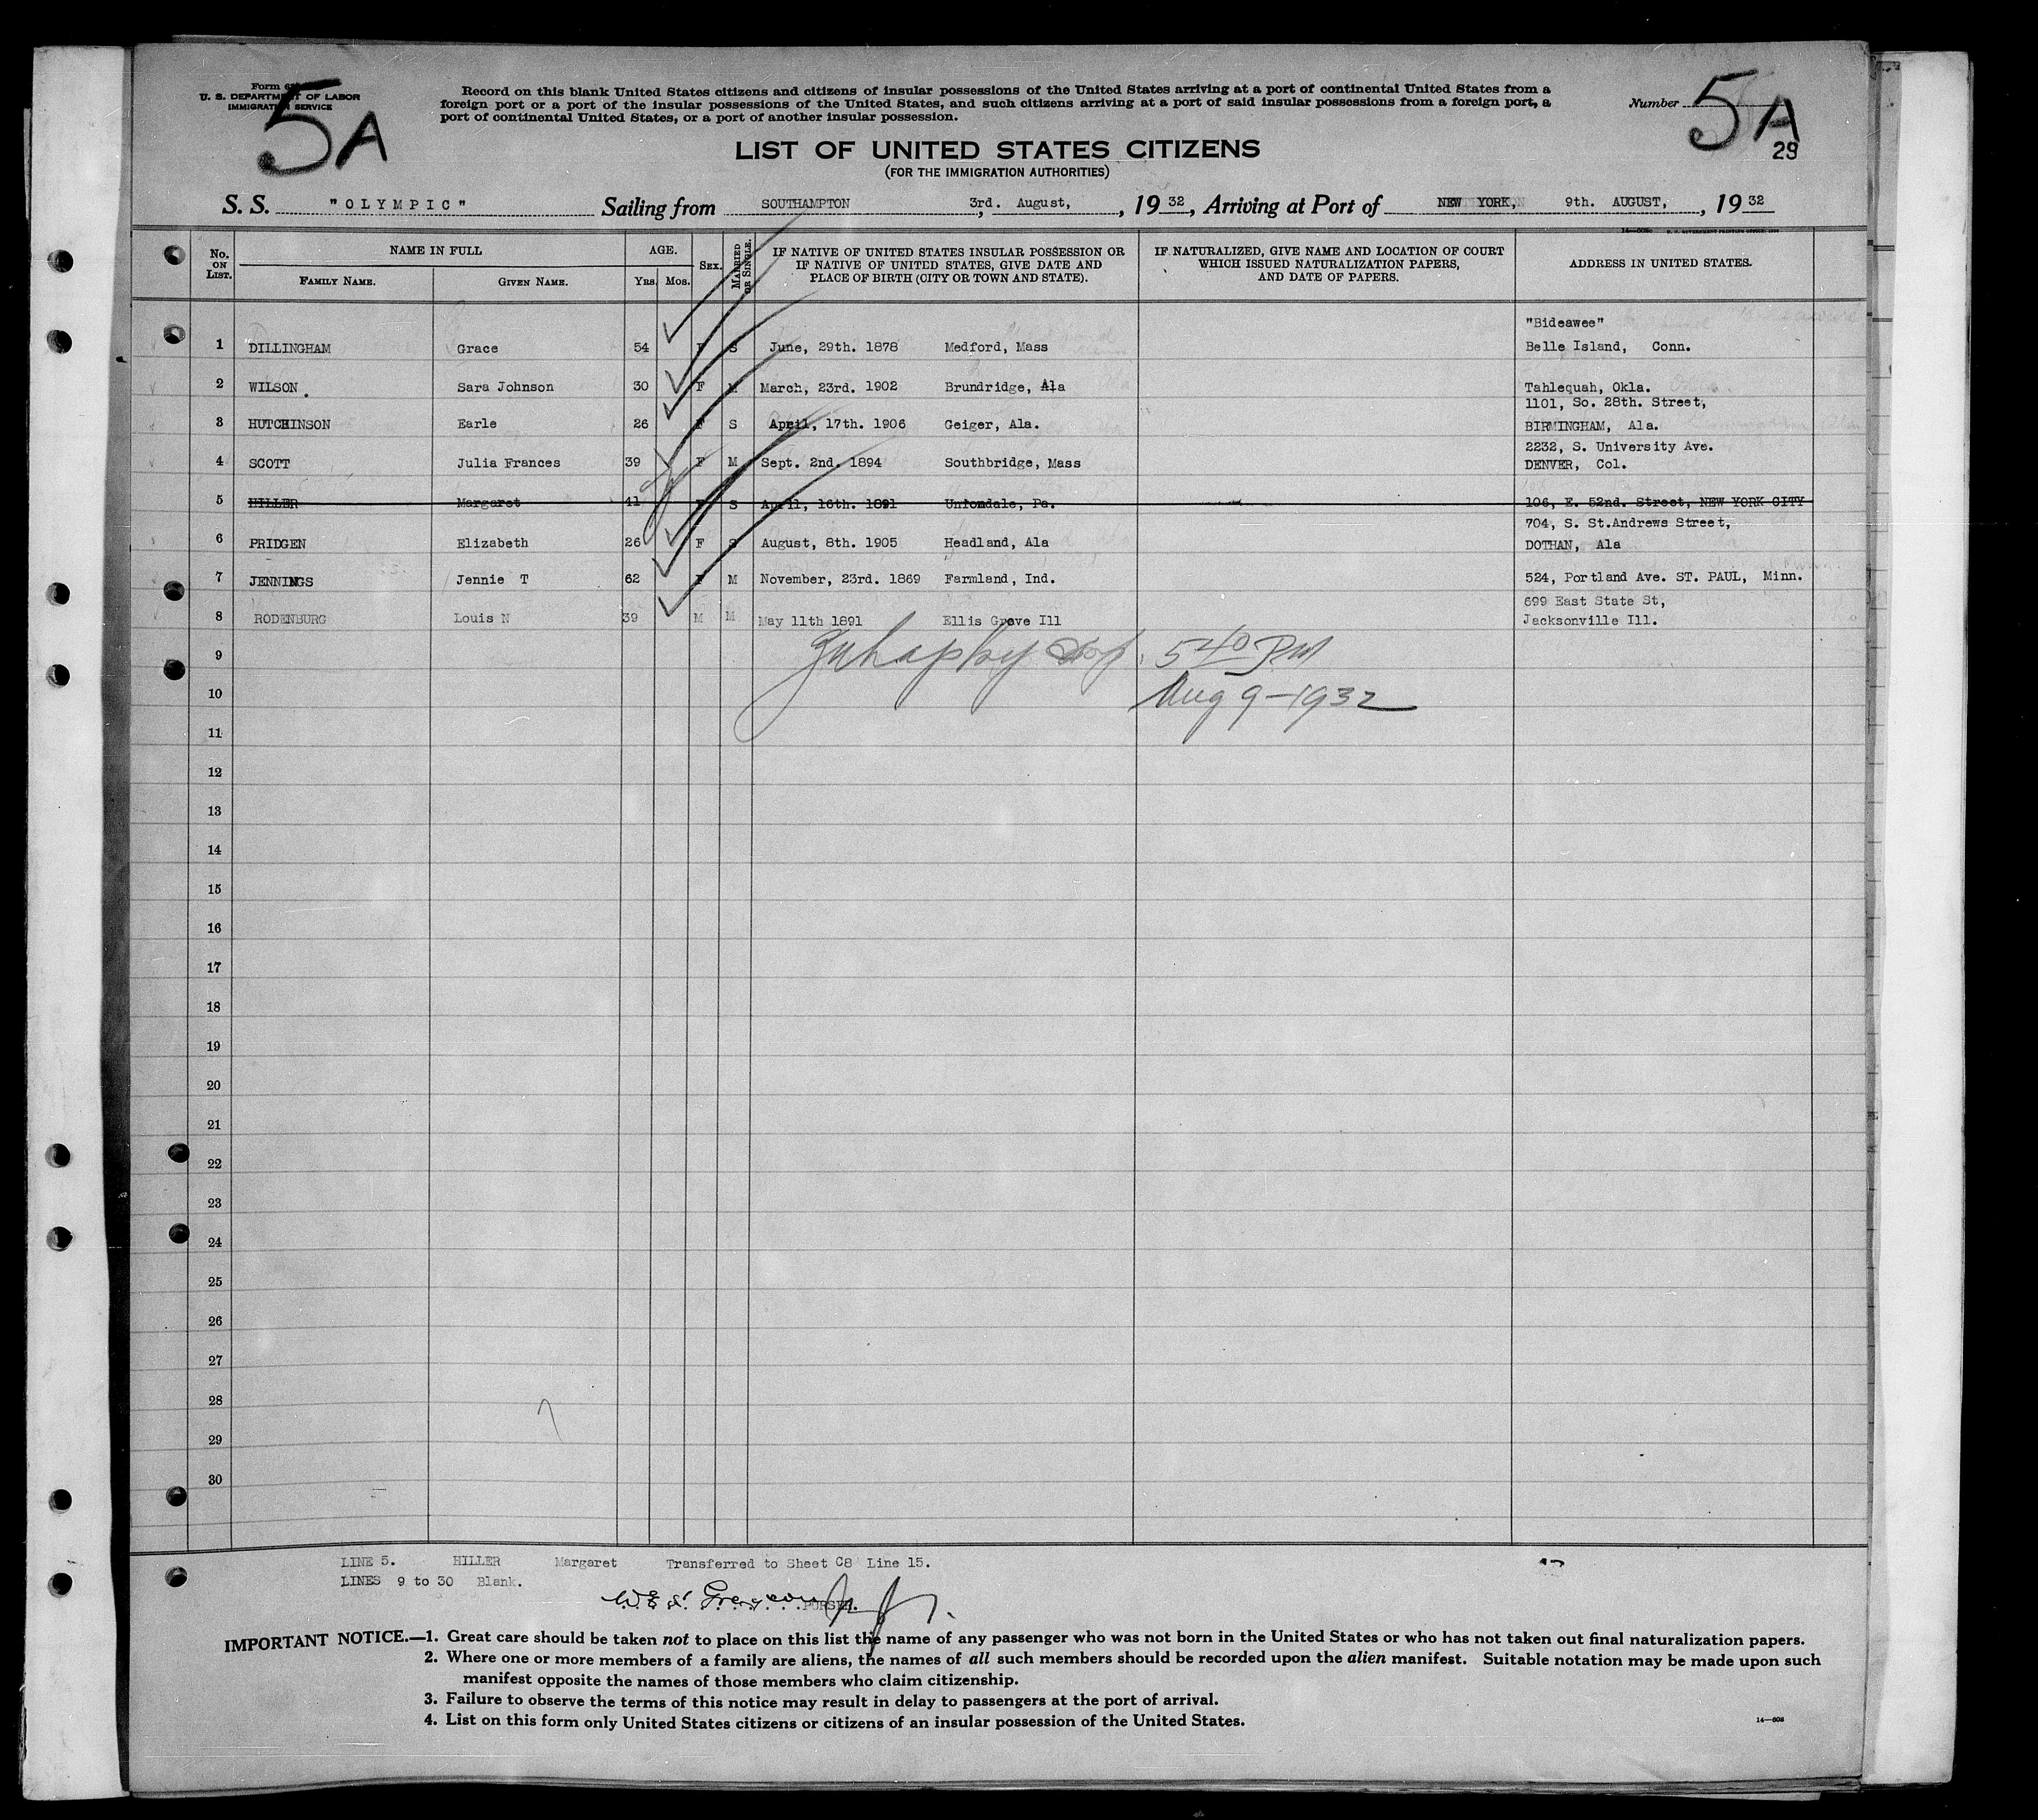 5A
Form 6
U. S. DEPARTMENT OF LABOR
IMMIGRATION SERVICE
Record on this blank United States citizens and citizens of insular possessions of the United States arriving at a port of continental United States from a
foreign port or a port of the insular possessions of the United States, and such citizens arriving at a port of said insular possessions from a foreign port, a
port of continental United States, or a port of another insular possession.
Number 5A
29
LIST OF UNITED STATES CITIZENS
(FOR THE IMMIGRATION AUTHORITIES)
S. S. "OLYMPIC" Sailing from SOUTHAMPTON 3rd. August, , 1932, Arriving at Port of NEW YORK, 9th. AUGUST, , 1932
No. ON LIST. NAME IN FULL AGE. SEX. MARRIED OR SINGLE. IF NATIVE OF UNITED STATES INSULAR POSSESSION OR IF NATIVE OF UNITED STATES, GIVE DATE AND PLACE OF BIRTH (CITY OR TOWN AND STATE). IF NATURALIZED, GIVE NAME AND LOCATION OF COURT WHICH ISSUED NATURALIZATION PAPERS, AND DATE OF PAPERS. ADDRESS IN UNITED STATES.
FAMILY NAME. GIVEN NAME. YRS. MOS.
"Bideawee"
1 DILLINGHAM Grace 54 F S June, 29th. 1878 Medford, Mass Belle Island, Conn.
2 WILSON. Sara Johnson 30 F M March, 23rd. 1902 Brundridge, Ala Tahlequah, Okla.
1101, So. 28th. Street,
3 HUTCHINSON Earle 26 F S April, 17th. 1906 Geiger, Ala. BIRMINGHAM, Ala.
2232, S. University Ave.
4 SCOTT Julia Frances 39 F M Sept. 2nd. 1894 Southbridge, Mass DENVER, Col.
5 HILLER Margaret 41 F S April, 16th. 1891 Uniondale, Pa. 106, E. 52nd. Street, NEW YORK CITY
704, S. St.Andrews Street,
6 PRIDGEN Elizabeth 26 F S August, 8th. 1905 Headland, Ala DOTHAN, Ala
7 JENNINGS Jennie T 62 F M November, 23rd. 1869 Farmland, Ind. 524, Portland Ave. ST. PAUL, Minn.
699 East State St,
8 RODENBURG Louis N 39 M M May 11th 1891 Ellis Grove Ill Jacksonville Ill.
9
5 40 PM
10
Aug 9-1932
11
12
13
14
15
16
17
18
19
20
21
22
23
24
25
26
27
28
29
30
LINE 5. HILLER Margaret Transferred to Sheet C8 Line 15.
LINES 9 to 30 Blank.
PURSER.
IMPORTANT NOTICE.—1. Great care should be taken not to place on this list the name of any passenger who was not born in the United States or who has not taken out final naturalization papers.
2. Where one or more members of a family are aliens, the names of all such members should be recorded upon the alien manifest. Suitable notation may be made upon such
manifest opposite the names of those members who claim citizenship.
3. Failure to observe the terms of this notice may result in delay to passengers at the port of arrival.
4. List on this form only United States citizens or citizens of an insular possession of the United States.
14—608